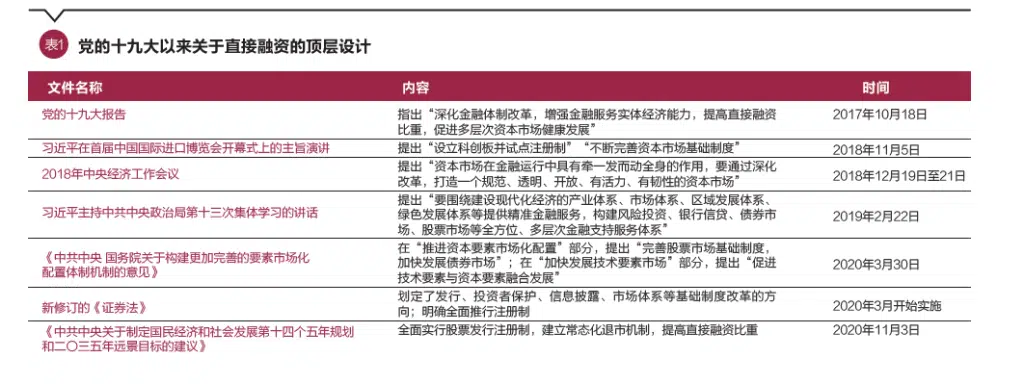 表1 党的十九大以来关于直接融资的顶层设计
文件名称 内容 时间
党的十九大报告 指出“深化金融体制改革，增强金融服务实体经济能力，提高直接融资 2017年10月18日
比重，促进多层次资本市场健康发展”
习近平在首届中国国际进口博览会开幕式上的主旨演讲 提出“设立科创板并试点注册制”“不断完善资本市场基础制度” 2018年11月5日
2018年中央经济工作会议 提出“资本市场在金融运行中具有牵一发而动全身的作用，要通过深化 2018年12月19日至21日
改革，打造一个规范、透明、开放、有活力、有韧性的资本市场”
习近平主持中共中央政治局第十三次集体学习的讲话 提出“要围绕建设现代化经济的产业体系、市场体系、区域发展体系、 2019年2月22日
绿色发展体系等提供精准金融服务，构建风险投资、银行信贷、债券市
场、股票市场等全方位、多层次金融支持服务体系”
《中共中央 国务院关于构建更加完善的要素市场化 在“推进资本要素市场化配置”部分，提出“完善股票市场基础制度， 2020年3月30日
配置体制机制的意见》 加快发展债券市场”；在“加快发展技术要素市场”部分，提出“促进
技术要素与资本要素融合发展”
新修订的《证券法》 划定了发行、投资者保护、信息披露、市场体系等基础制度改革的方 2020年3月开始实施
向；明确全面推行注册制
《中共中央关于制定国民经济和社会发展第十四个五年规划 全面实行股票发行注册制，建立常态化退市机制，提高直接融资比重 2020年11月3日
和二〇三五年远景目标的建议》